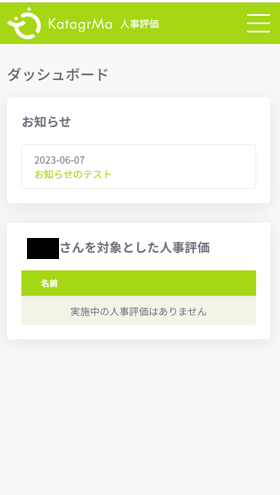 KatagrMa 人事評価
ダッシュボード
お知らせ
2023-06-07
お知らせのテスト
さんを対象とした人事評価
名前
実施中の人事評価はありません